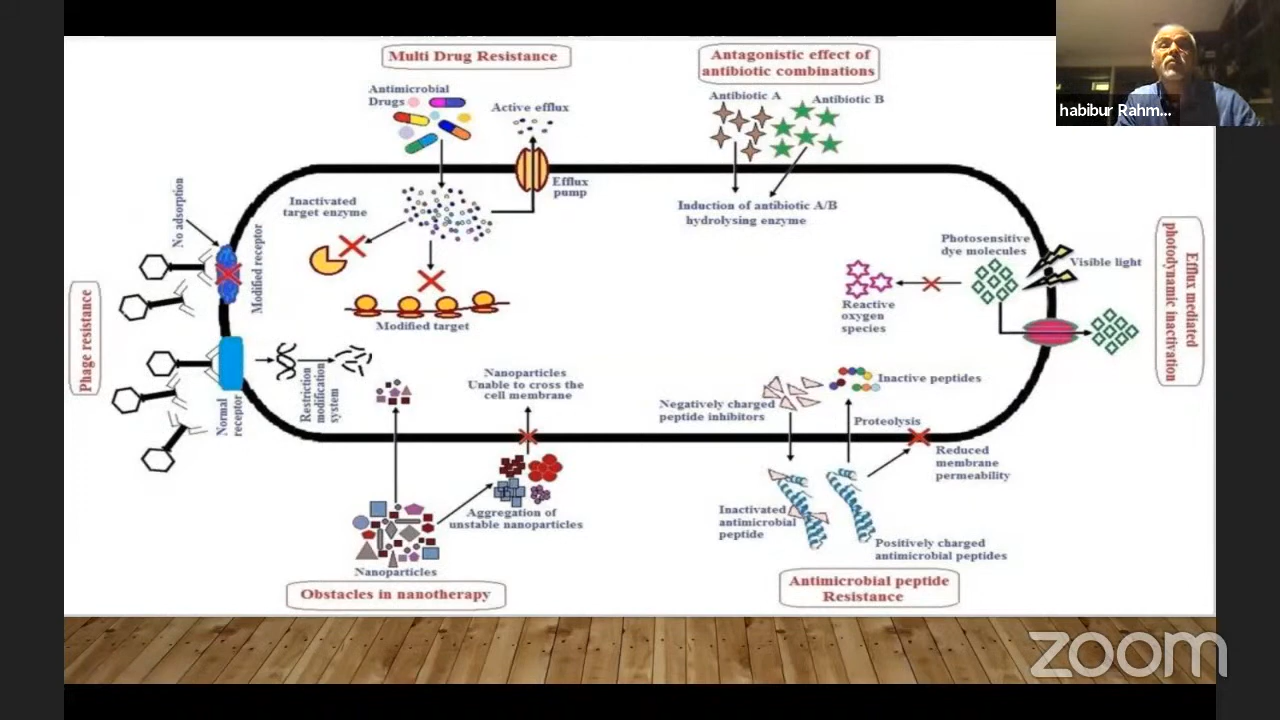 Multi Drug Resistance
Antagonistic effect of
antibiotic combinations
habibur Rahm...
Antimicrobial
Drugs
Active efflux
Efflux
pump
Inactivated
target enzyme
Modified target
Antibiotic A
Antibiotic B
Induction of antibiotic A/B
hydrolysing enzyme
No adsorption
Modified receptor
Phage resistance
Normal
receptor
Restriction
modification
system
Photosensitive
dye molecules
Visible light
Reactive
oxygen
species
Efflux mediated
photodynamic inactivation
Nanoparticles
Unable to cross the
cell membrane
Aggregation of
unstable nanoparticles
Nanoparticles
Obstacles in nanotherapy
Negatively charged
peptide inhibitors
Inactive peptides
Proteolysis
Reduced
membrane
permeability
Inactivated
antimicrobial
peptide
Positively charged
antimicrobial peptides
Antimicrobial peptide
Resistance
zoom